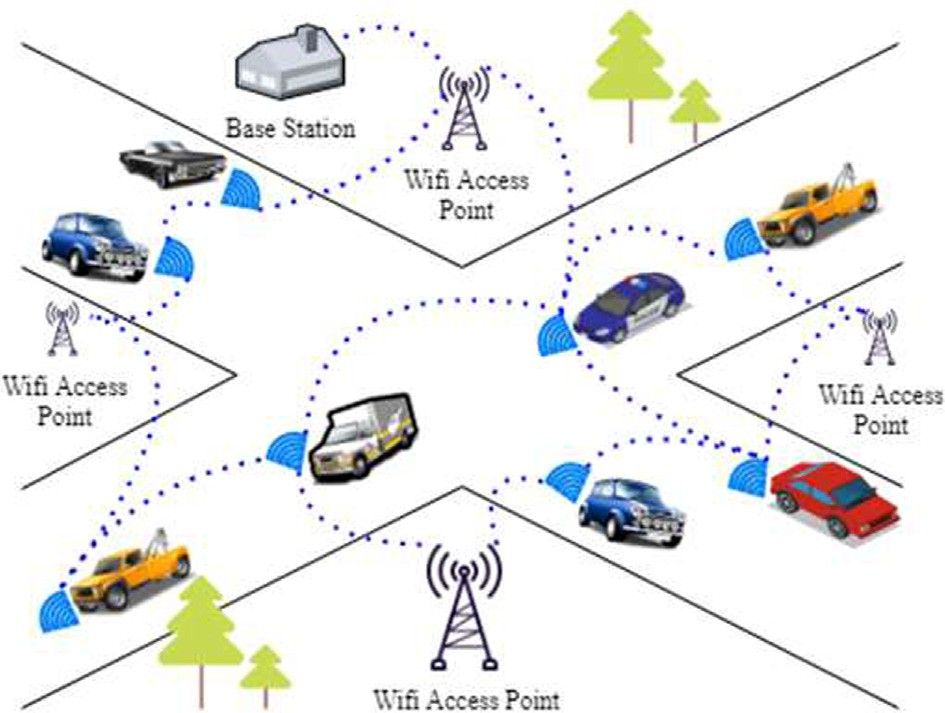 Base Station
Wifi Access
Point
Wifi Access
Point
Wifi Access
Point
Wifi Access Point